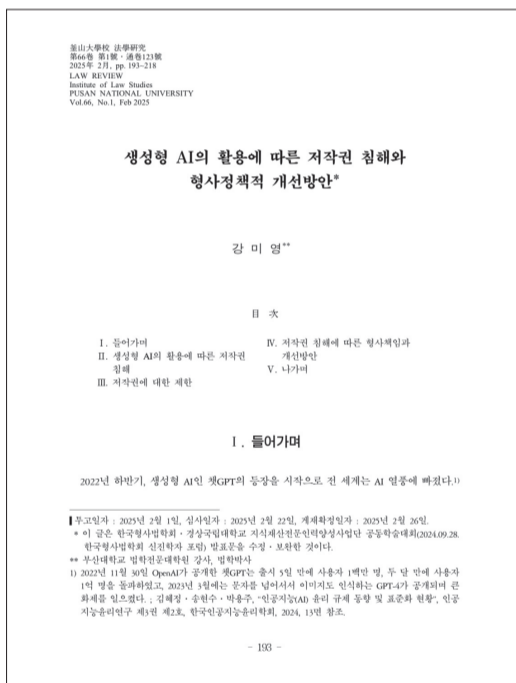 釜山大學校 法學硏究
第66卷 第1號・通卷123號
2025年 2月, pp. 193~218
LAW REVIEW
Institute of Law Studies
PUSAN NATIONAL UNIVERSITY
Vol.66, No.1, Feb 2025
생성형 AI의 활용에 따른 저작권 침해와
형사정책적 개선방안*
강 미 영**
目 次
Ⅰ. 들어가며
Ⅱ. 생성형 AI의 활용에 따른 저작권
침해
Ⅲ. 저작권에 대한 제한
Ⅳ. 저작권 침해에 따른 형사책임과
개선방안
Ⅴ. 나가며
Ⅰ. 들어가며
2022년 하반기, 생성형 AI인 챗GPT의 등장을 시작으로 전 세계는 AI 열풍에 빠졌다.1)
투고일자 : 2025년 2월 1일, 심사일자 : 2025년 2월 22일, 게재확정일자 : 2025년 2월 26일.
* 이 글은 한국형사법학회・경상국립대학교 지식재산전문인력양성사업단 공동학술대회(2024.09.28.
한국형사법학회 신진학자 포럼) 발표문을 수정・보완한 것이다.
** 부산대학교 법학전문대학원 강사, 법학박사
1) 2022년 11월 30일 OpenAI가 공개한 챗GPT는 출시 5일 만에 사용자 1백만 명, 두 달 만에 사용자
1억 명을 돌파하였고, 2023년 3월에는 문자를 넘어서서 이미지도 인식하는 GPT-4가 공개되며 큰
화제를 일으켰다. ; 김혜정・송현수・박용주, "인공지능(AI) 윤리 규제 동향 및 표준화 현황", 인공
지능윤리연구 제3권 제2호, 한국인공지능윤리학회, 2024, 13면 참조.
- 193 -